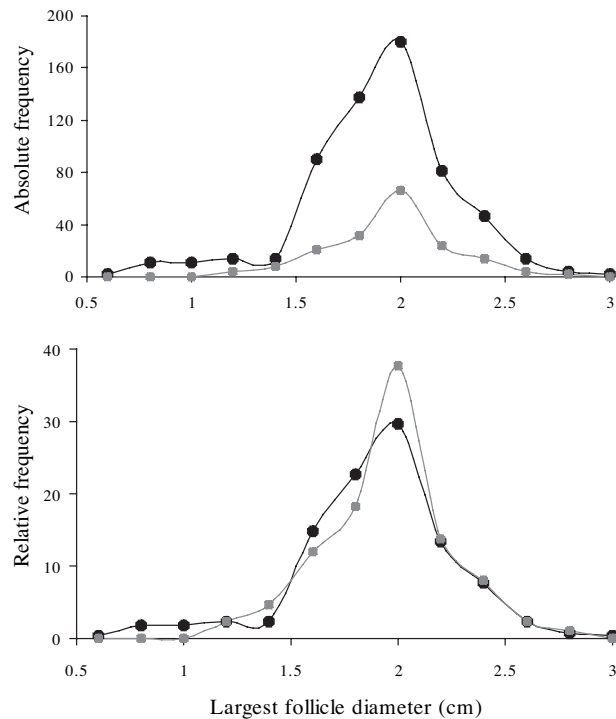 Absolute frequency
200
160
120
80
40
0
0.5 1 1.5 2 2.5 3
Relative frequency
40
30
20
10
0
0.5 1 1.5 2 2.5 3
Largest follicle diameter (cm)